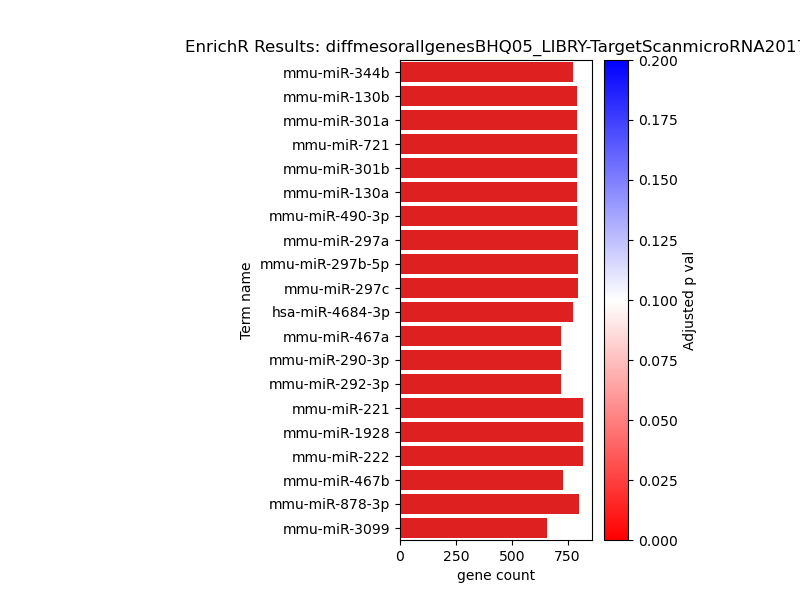 EnrichR Results: diffmesorallgenesBHQ05_LIBRY-TargetScanmicroRNA2017
Term name
mmu-miR-344b
mmu-miR-130b
mmu-miR-301a
mmu-miR-721
mmu-miR-301b
mmu-miR-130a
mmu-miR-490-3p
mmu-miR-297a
mmu-miR-297b-5p
mmu-miR-297c
hsa-miR-4684-3p
mmu-miR-467a
mmu-miR-290-3p
mmu-miR-292-3p
mmu-miR-221
mmu-miR-1928
mmu-miR-222
mmu-miR-467b
mmu-miR-878-3p
mmu-miR-3099
0 250 500 750
gene count
0.200
0.175
0.150
0.125
0.100
0.075
0.050
0.025
0.000
Adjusted p val